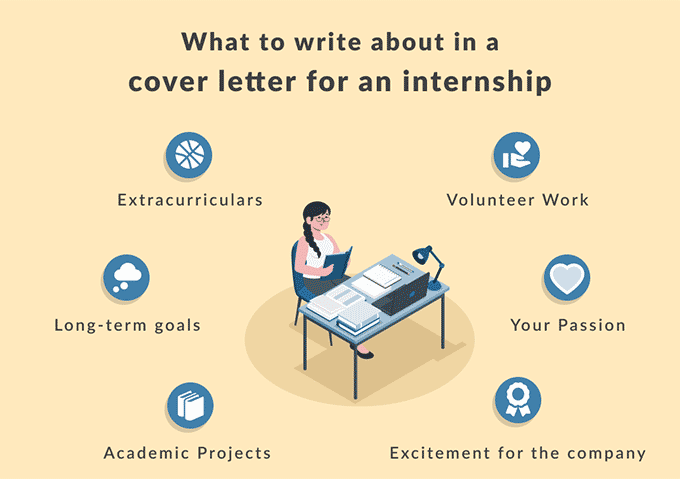 What to write about in a
cover letter for an internship
Extracurriculars
Volunteer Work
Long-term goals
Your Passion
Academic Projects
Excitement for the company